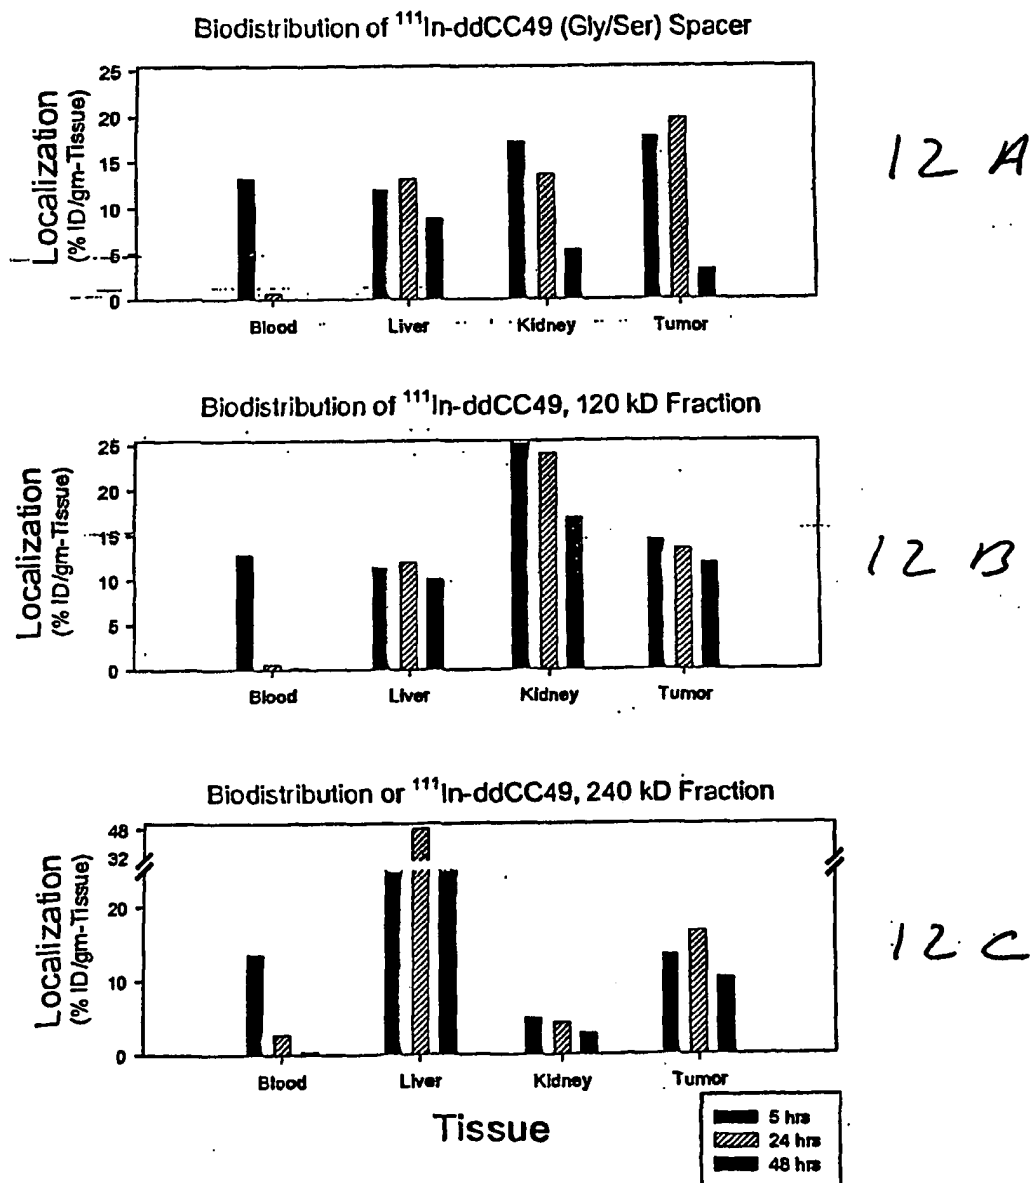 Biodistribution of ¹¹¹In-ddCC49 (Gly/Ser) Spacer
25
20
15
10
5
0
Localization
(% ID/gm-Tissue)
Blood Liver Kidney Tumor
12 A
Biodistribution of ¹¹¹In-ddCC49, 120 kD Fraction
25
20
15
10
5
0
Localization
(% ID/gm-Tissue)
Blood Liver Kidney Tumor
12 B
Biodistribution or ¹¹¹In-ddCC49, 240 kD Fraction
48
32
20
10
0
Localization
(% ID/gm-Tissue)
Blood Liver Kidney Tumor
12 C
Tissue
5 hrs
24 hrs
48 hrs